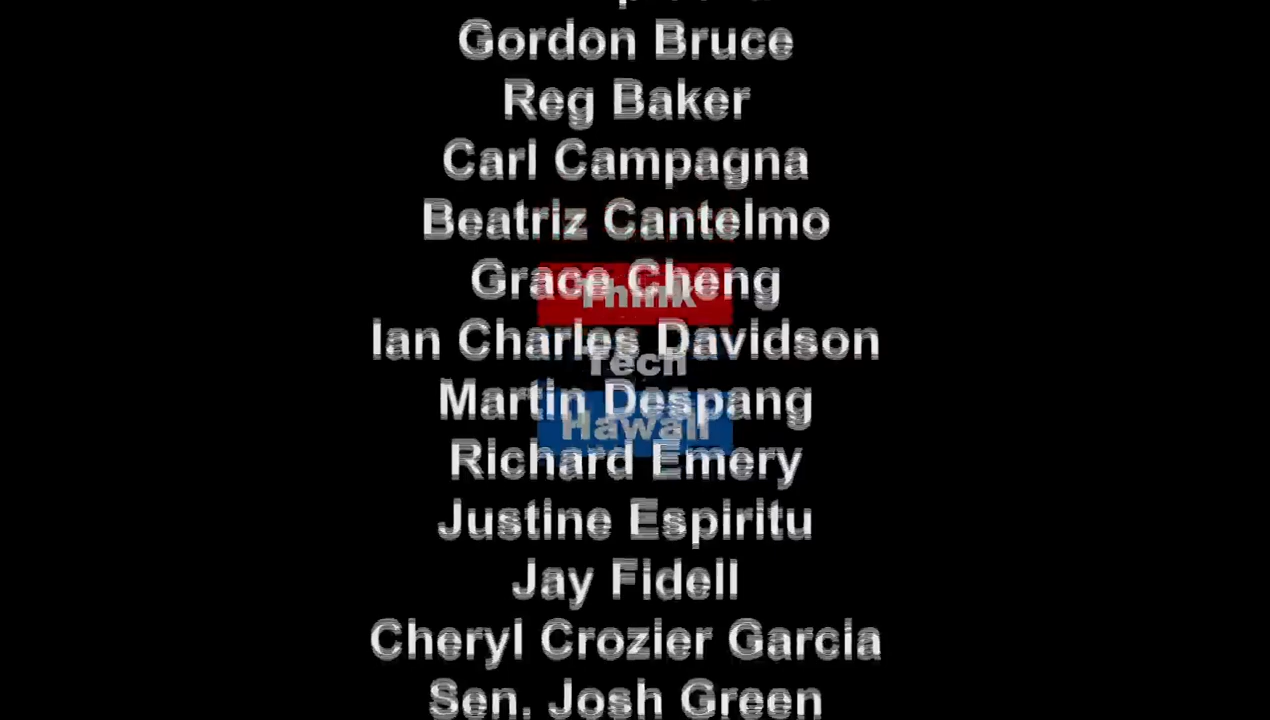 Gordon Bruce
Reg Baker
Carl Campagna
Beatriz Cantelmo
Grace Cheng
Think
Ian Charles Davidson
Tech
Martin Despang
Hawaii
Richard Emery
Justine Espiritu
Jay Fidell
Cheryl Crozier Garcia
Sen. Josh Green